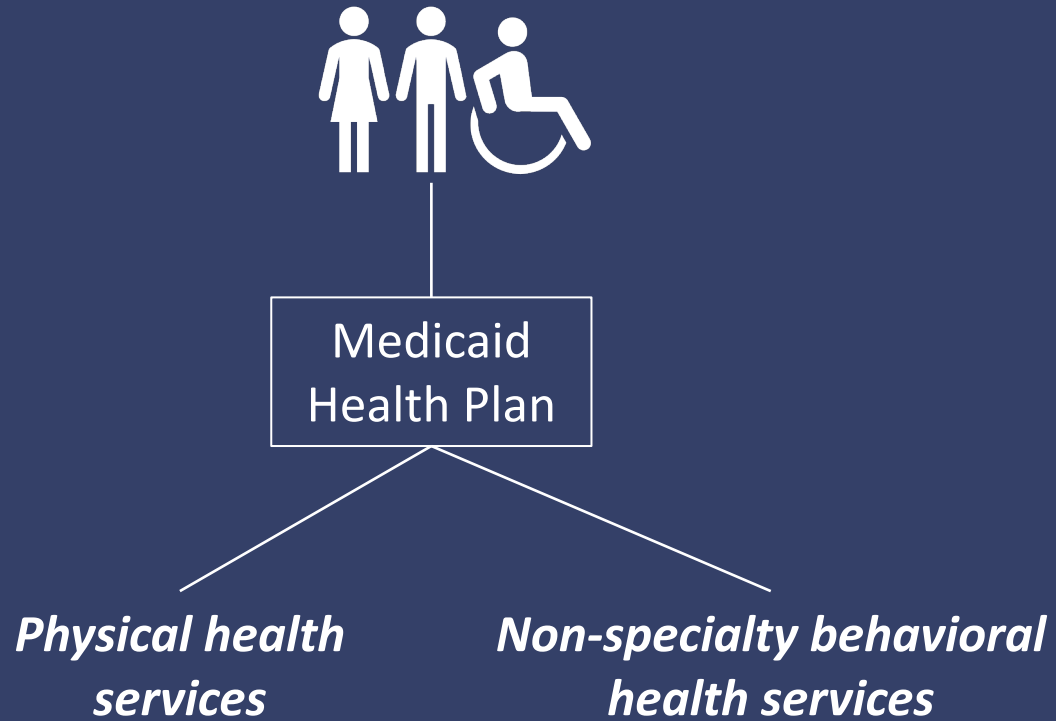 Medicaid
Health Plan
Physical health
services
Non-specialty behavioral
health services